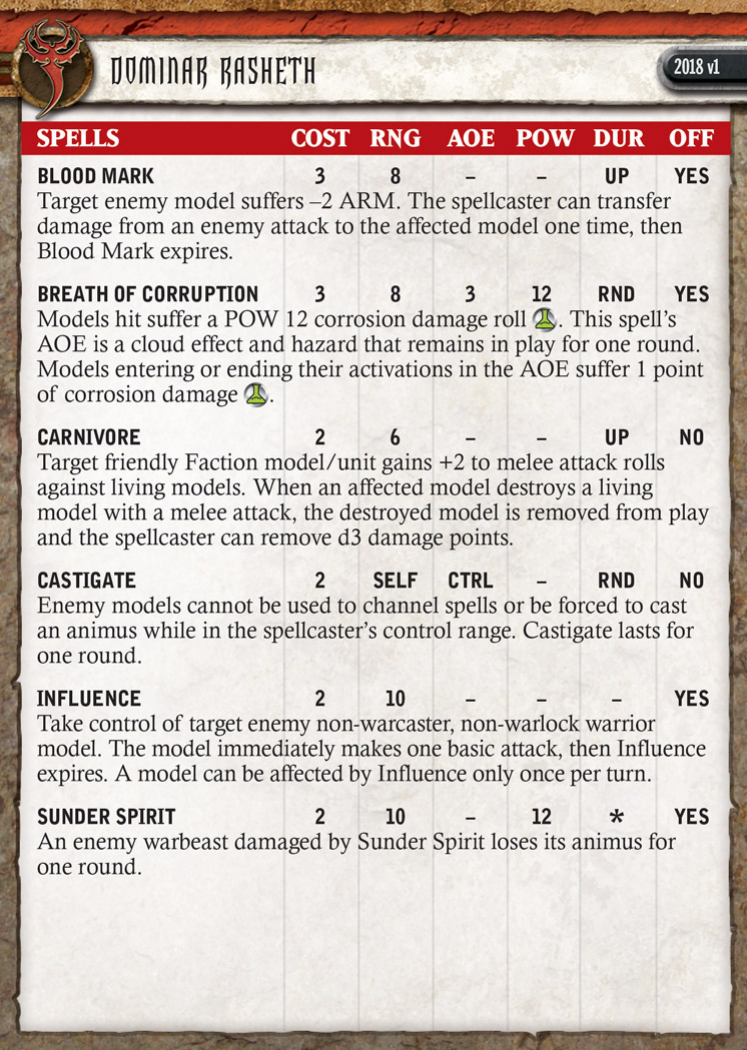 DOMINAR RASHETH
2018 v1
SPELLS COST RNG AOE POW DUR OFF
BLOOD MARK 3 8 – – UP YES
Target enemy model suffers –2 ARM. The spellcaster can transfer
damage from an enemy attack to the affected model one time, then
Blood Mark expires.
BREATH OF CORRUPTION 3 8 3 12 RND YES
Models hit suffer a POW 12 corrosion damage roll . This spell's
AOE is a cloud effect and hazard that remains in play for one round.
Models entering or ending their activations in the AOE suffer 1 point
of corrosion damage .
CARNIVORE 2 6 – – UP NO
Target friendly Faction model/unit gains +2 to melee attack rolls
against living models. When an affected model destroys a living
model with a melee attack, the destroyed model is removed from play
and the spellcaster can remove d3 damage points.
CASTIGATE 2 SELF CTRL – RND NO
Enemy models cannot be used to channel spells or be forced to cast
an animus while in the spellcaster's control range. Castigate lasts for
one round.
INFLUENCE 2 10 – – – YES
Take control of target enemy non-warcaster, non-warlock warrior
model. The model immediately makes one basic attack, then Influence
expires. A model can be affected by Influence only once per turn.
SUNDER SPIRIT 2 10 – 12 * YES
An enemy warbeast damaged by Sunder Spirit loses its animus for
one round.